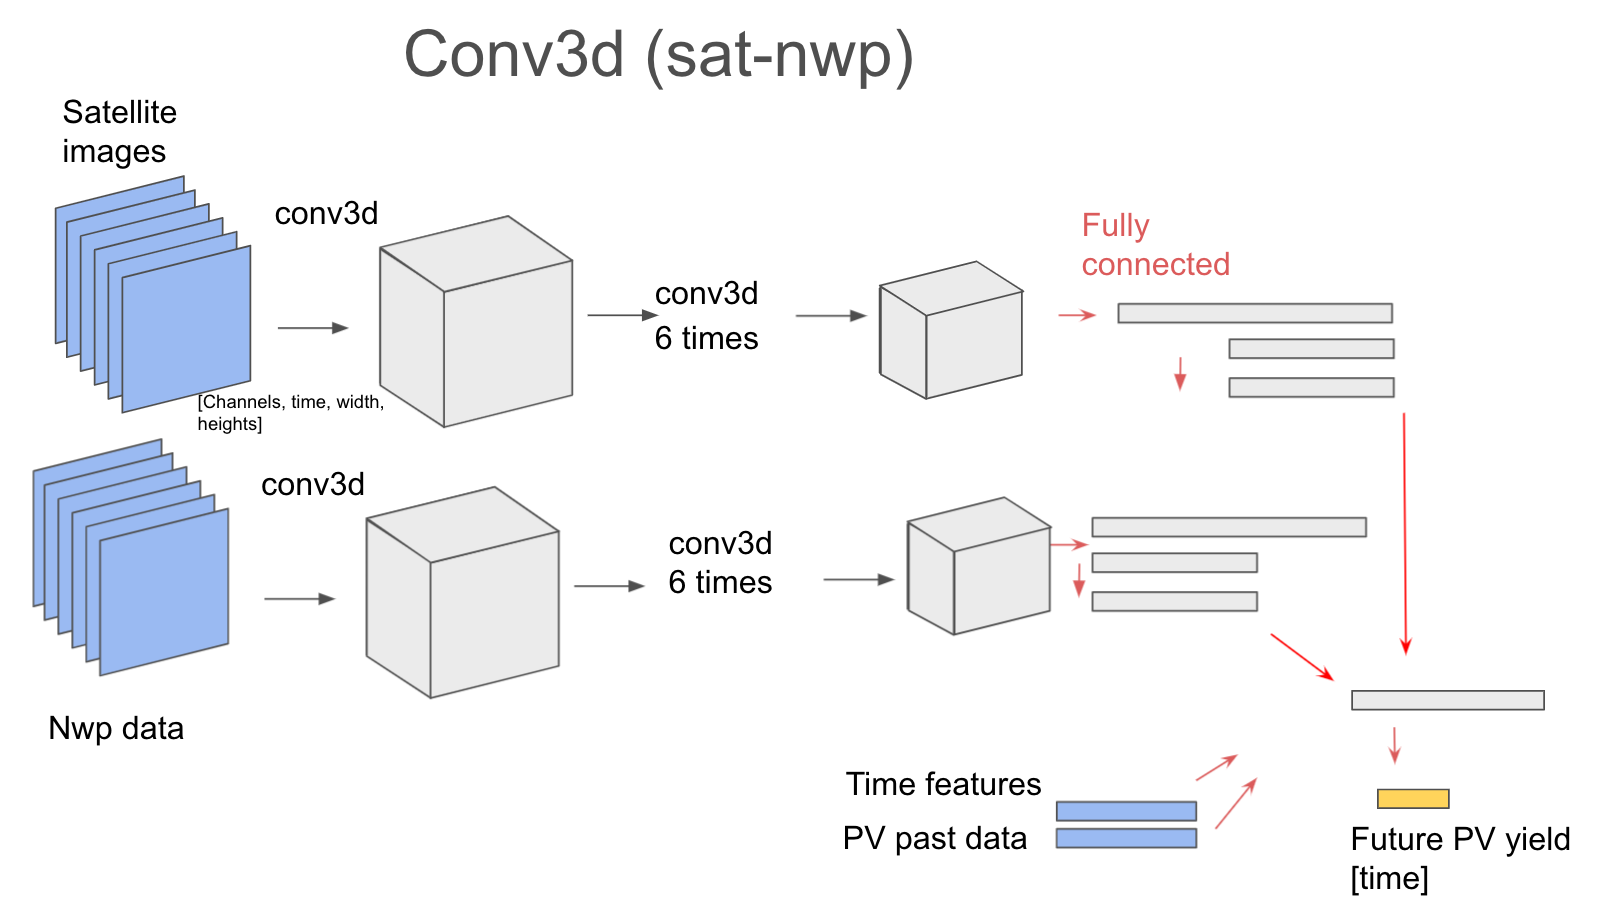 Conv3d (sat-nwp)
Satellite
images
conv3d
[Channels, time, width,
heights]
conv3d
6 times
Fully
connected
conv3d
conv3d
6 times
Nwp data
Time features
PV past data
Future PV yield
[time]